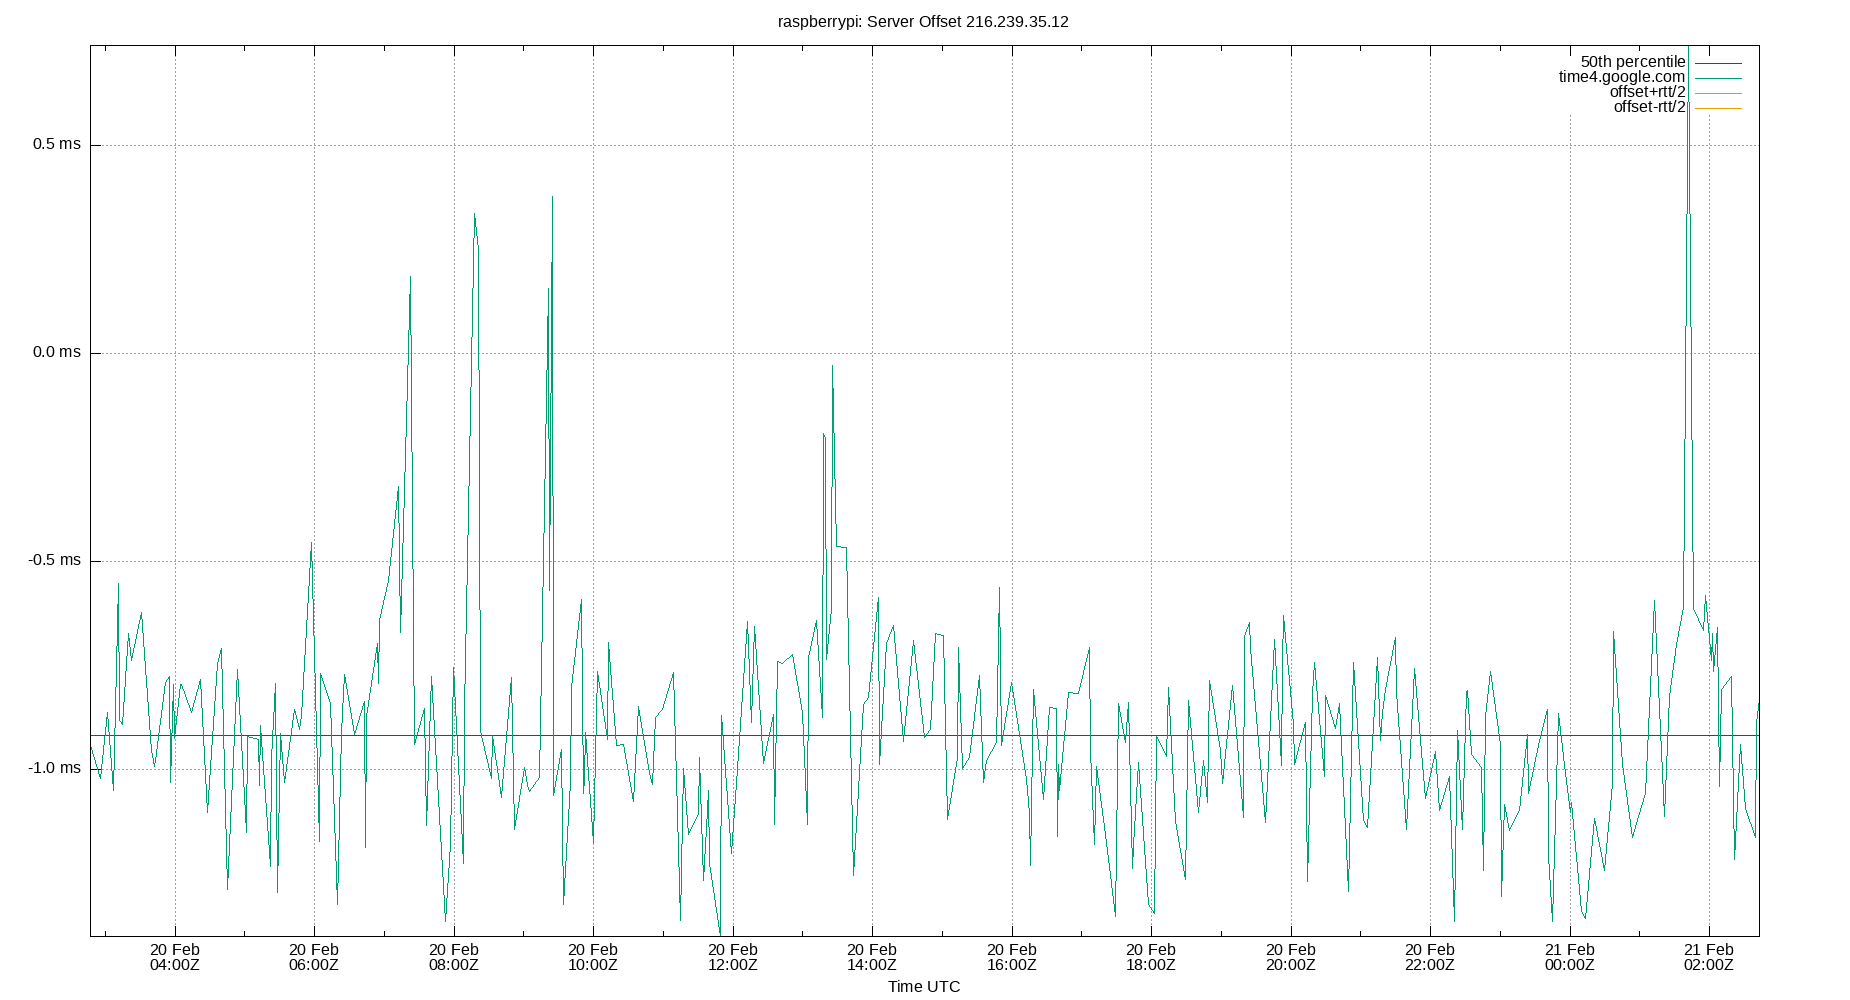 raspberrypi: Server Offset 216.239.35.12
50th percentile
time4.google.com
offset+rtt/2
offset-rtt/2
0.5 ms
0.0 ms
-0.5 ms
-1.0 ms
20 Feb 20 Feb 20 Feb 20 Feb 20 Feb 20 Feb 20 Feb 20 Feb 20 Feb 20 Feb 21 Feb 21 Feb
04:00Z 06:00Z 08:00Z 10:00Z 12:00Z 14:00Z 16:00Z 18:00Z 20:00Z 22:00Z 00:00Z 02:00Z
Time UTC